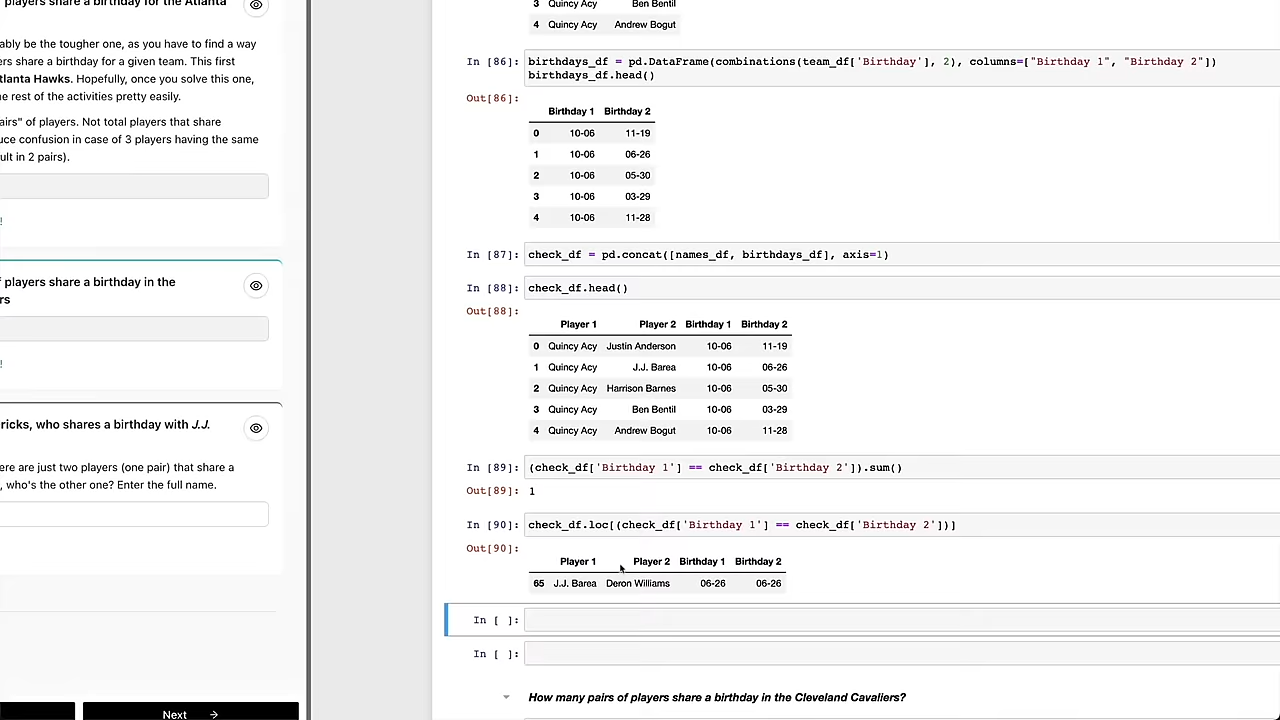 players share a birthday for the Atlanta
ably be the tougher one, as you have to find a way
ers share a birthday for a given team. This first
tlanta Hawks. Hopefully, once you solve this one,
e rest of the activities pretty easily.
airs" of players. Not total players that share
uce confusion in case of 3 players having the same
ult in 2 pairs).
!
f players share a birthday in the
rs
!
ricks, who shares a birthday with J.J.
ere are just two players (one pair) that share a
, who's the other one? Enter the full name.
Next →
3 Quincy Acy Ben Bentil
4 Quincy Acy Andrew Bogut
In [86]: birthdays_df = pd.DataFrame(combinations(team_df['Birthday'], 2), columns=["Birthday 1", "Birthday 2"])
birthdays_df.head()
Out[86]:
Birthday 1 Birthday 2
0 10-06 11-19
1 10-06 06-26
2 10-06 05-30
3 10-06 03-29
4 10-06 11-28
In [87]: check_df = pd.concat([names_df, birthdays_df], axis=1)
In [88]: check_df.head()
Out[88]:
Player 1 Player 2 Birthday 1 Birthday 2
0 Quincy Acy Justin Anderson 10-06 11-19
1 Quincy Acy J.J. Barea 10-06 06-26
2 Quincy Acy Harrison Barnes 10-06 05-30
3 Quincy Acy Ben Bentil 10-06 03-29
4 Quincy Acy Andrew Bogut 10-06 11-28
In [89]: (check_df['Birthday 1'] == check_df['Birthday 2']).sum()
Out[89]: 1
In [90]: check_df.loc[(check_df['Birthday 1'] == check_df['Birthday 2'])]
Out[90]:
Player 1 Player 2 Birthday 1 Birthday 2
65 J.J. Barea Deron Williams 06-26 06-26
In [ ]:
In [ ]:
How many pairs of players share a birthday in the Cleveland Cavaliers?